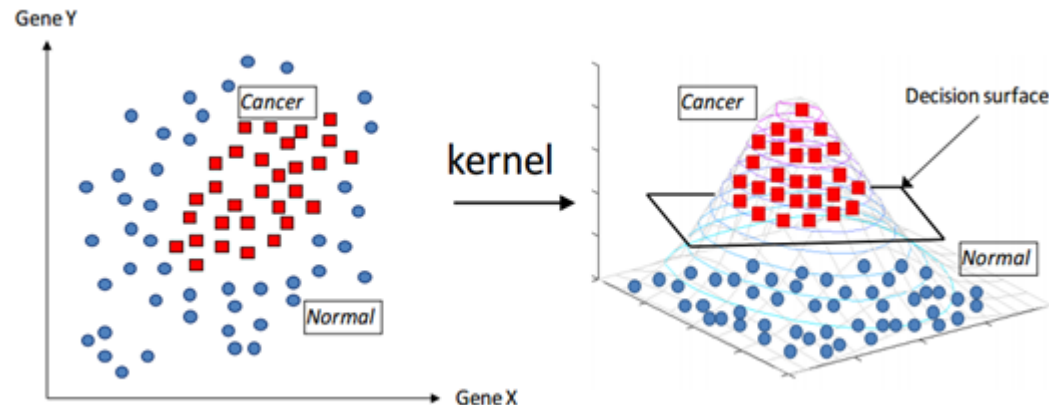 Gene Y
Cancer
Normal
Gene X
kernel
Cancer
Decision surface
Normal